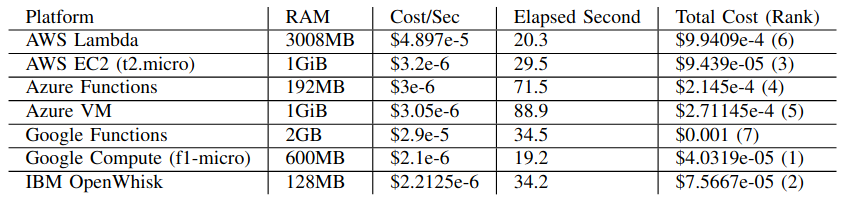 Platform RAM Cost/Sec Elapsed Second Total Cost (Rank)
AWS Lambda 3008MB $4.897e-5 20.3 $9.9409e-4 (6)
AWS EC2 (t2.micro) 1GiB $3.2e-6 29.5 $9.439e-05 (3)
Azure Functions 192MB $3e-6 71.5 $2.145e-4 (4)
Azure VM 1GiB $3.05e-6 88.9 $2.71145e-4 (5)
Google Functions 2GB $2.9e-5 34.5 $0.001 (7)
Google Compute (f1-micro) 600MB $2.1e-6 19.2 $4.0319e-05 (1)
IBM OpenWhisk 128MB $2.2125e-6 34.2 $7.5667e-05 (2)